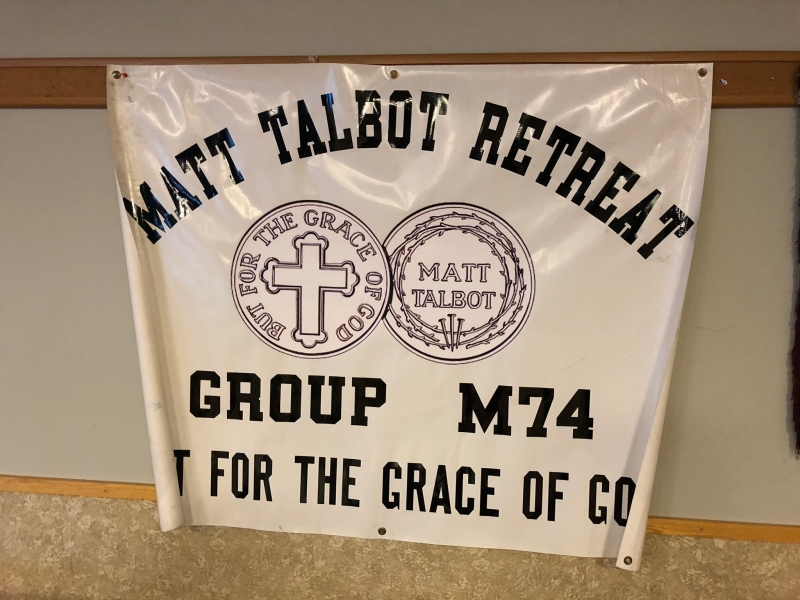 MATT TALBOT RETREAT
BUT FOR THE GRACE OF GOD
MATT
TALBOT
GROUP M74
T FOR THE GRACE OF GO